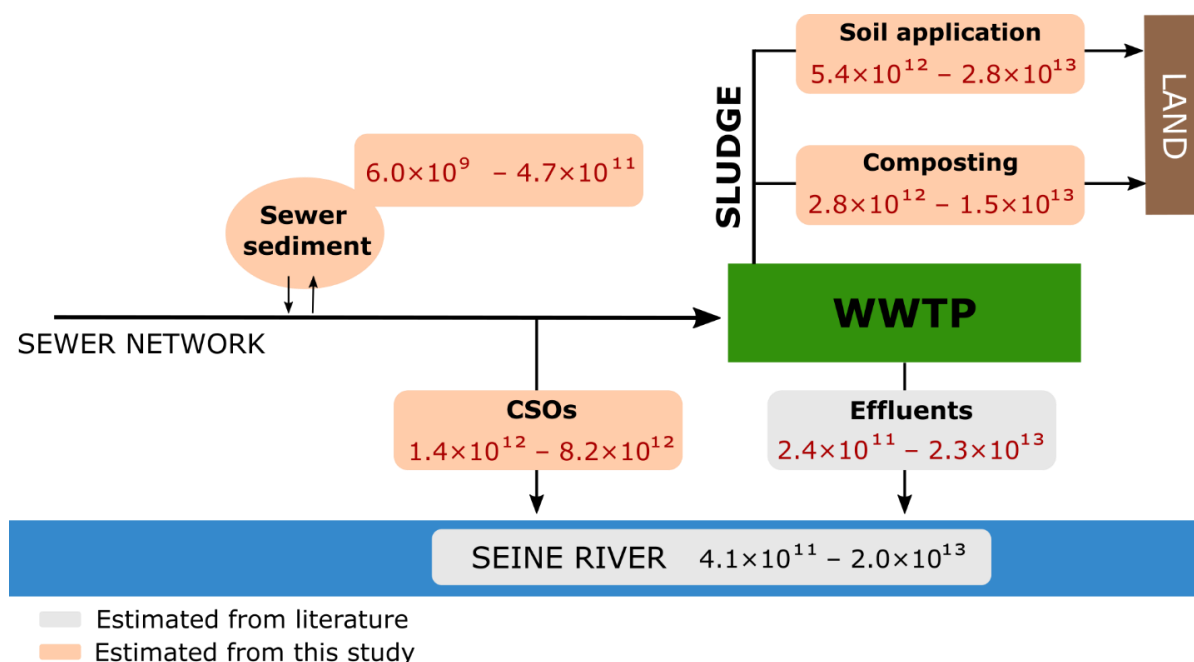 Soil application
5.4×10¹² – 2.8×10¹³
LAND
SLUDGE
Composting
2.8×10¹² – 1.5×10¹³
6.0×10⁹ – 4.7×10¹¹
Sewer
sediment
WWTP
SEWER NETWORK
CSOs
1.4×10¹² – 8.2×10¹²
Effluents
2.4×10¹¹ – 2.3×10¹³
SEINE RIVER 4.1×10¹¹ – 2.0×10¹³
Estimated from literature
Estimated from this study